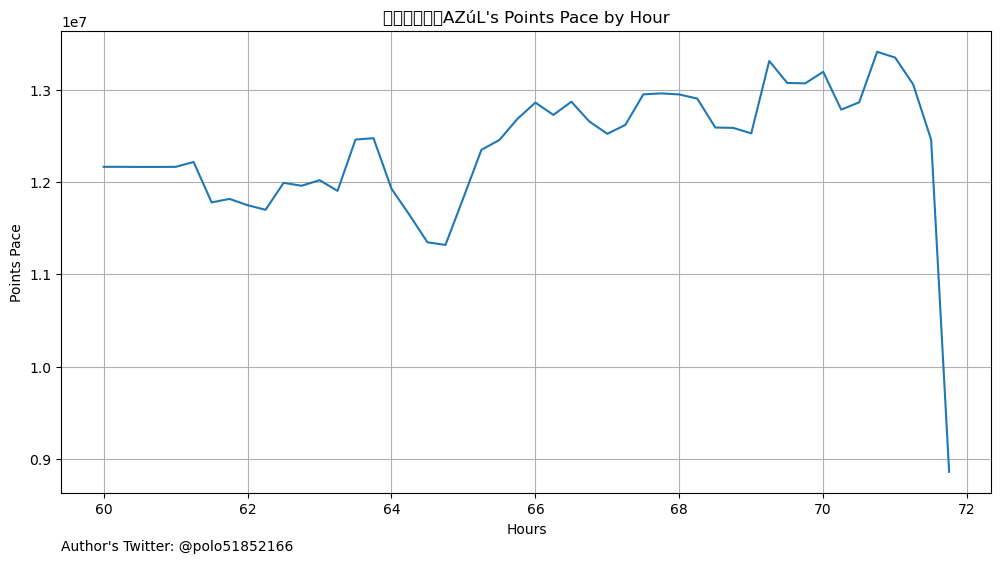 AZúL's Points Pace by Hour
1e7
1.3
1.2
1.1
1.0
0.9
Points Pace
60 62 64 66 68 70 72
Hours
Author's Twitter: @polo51852166